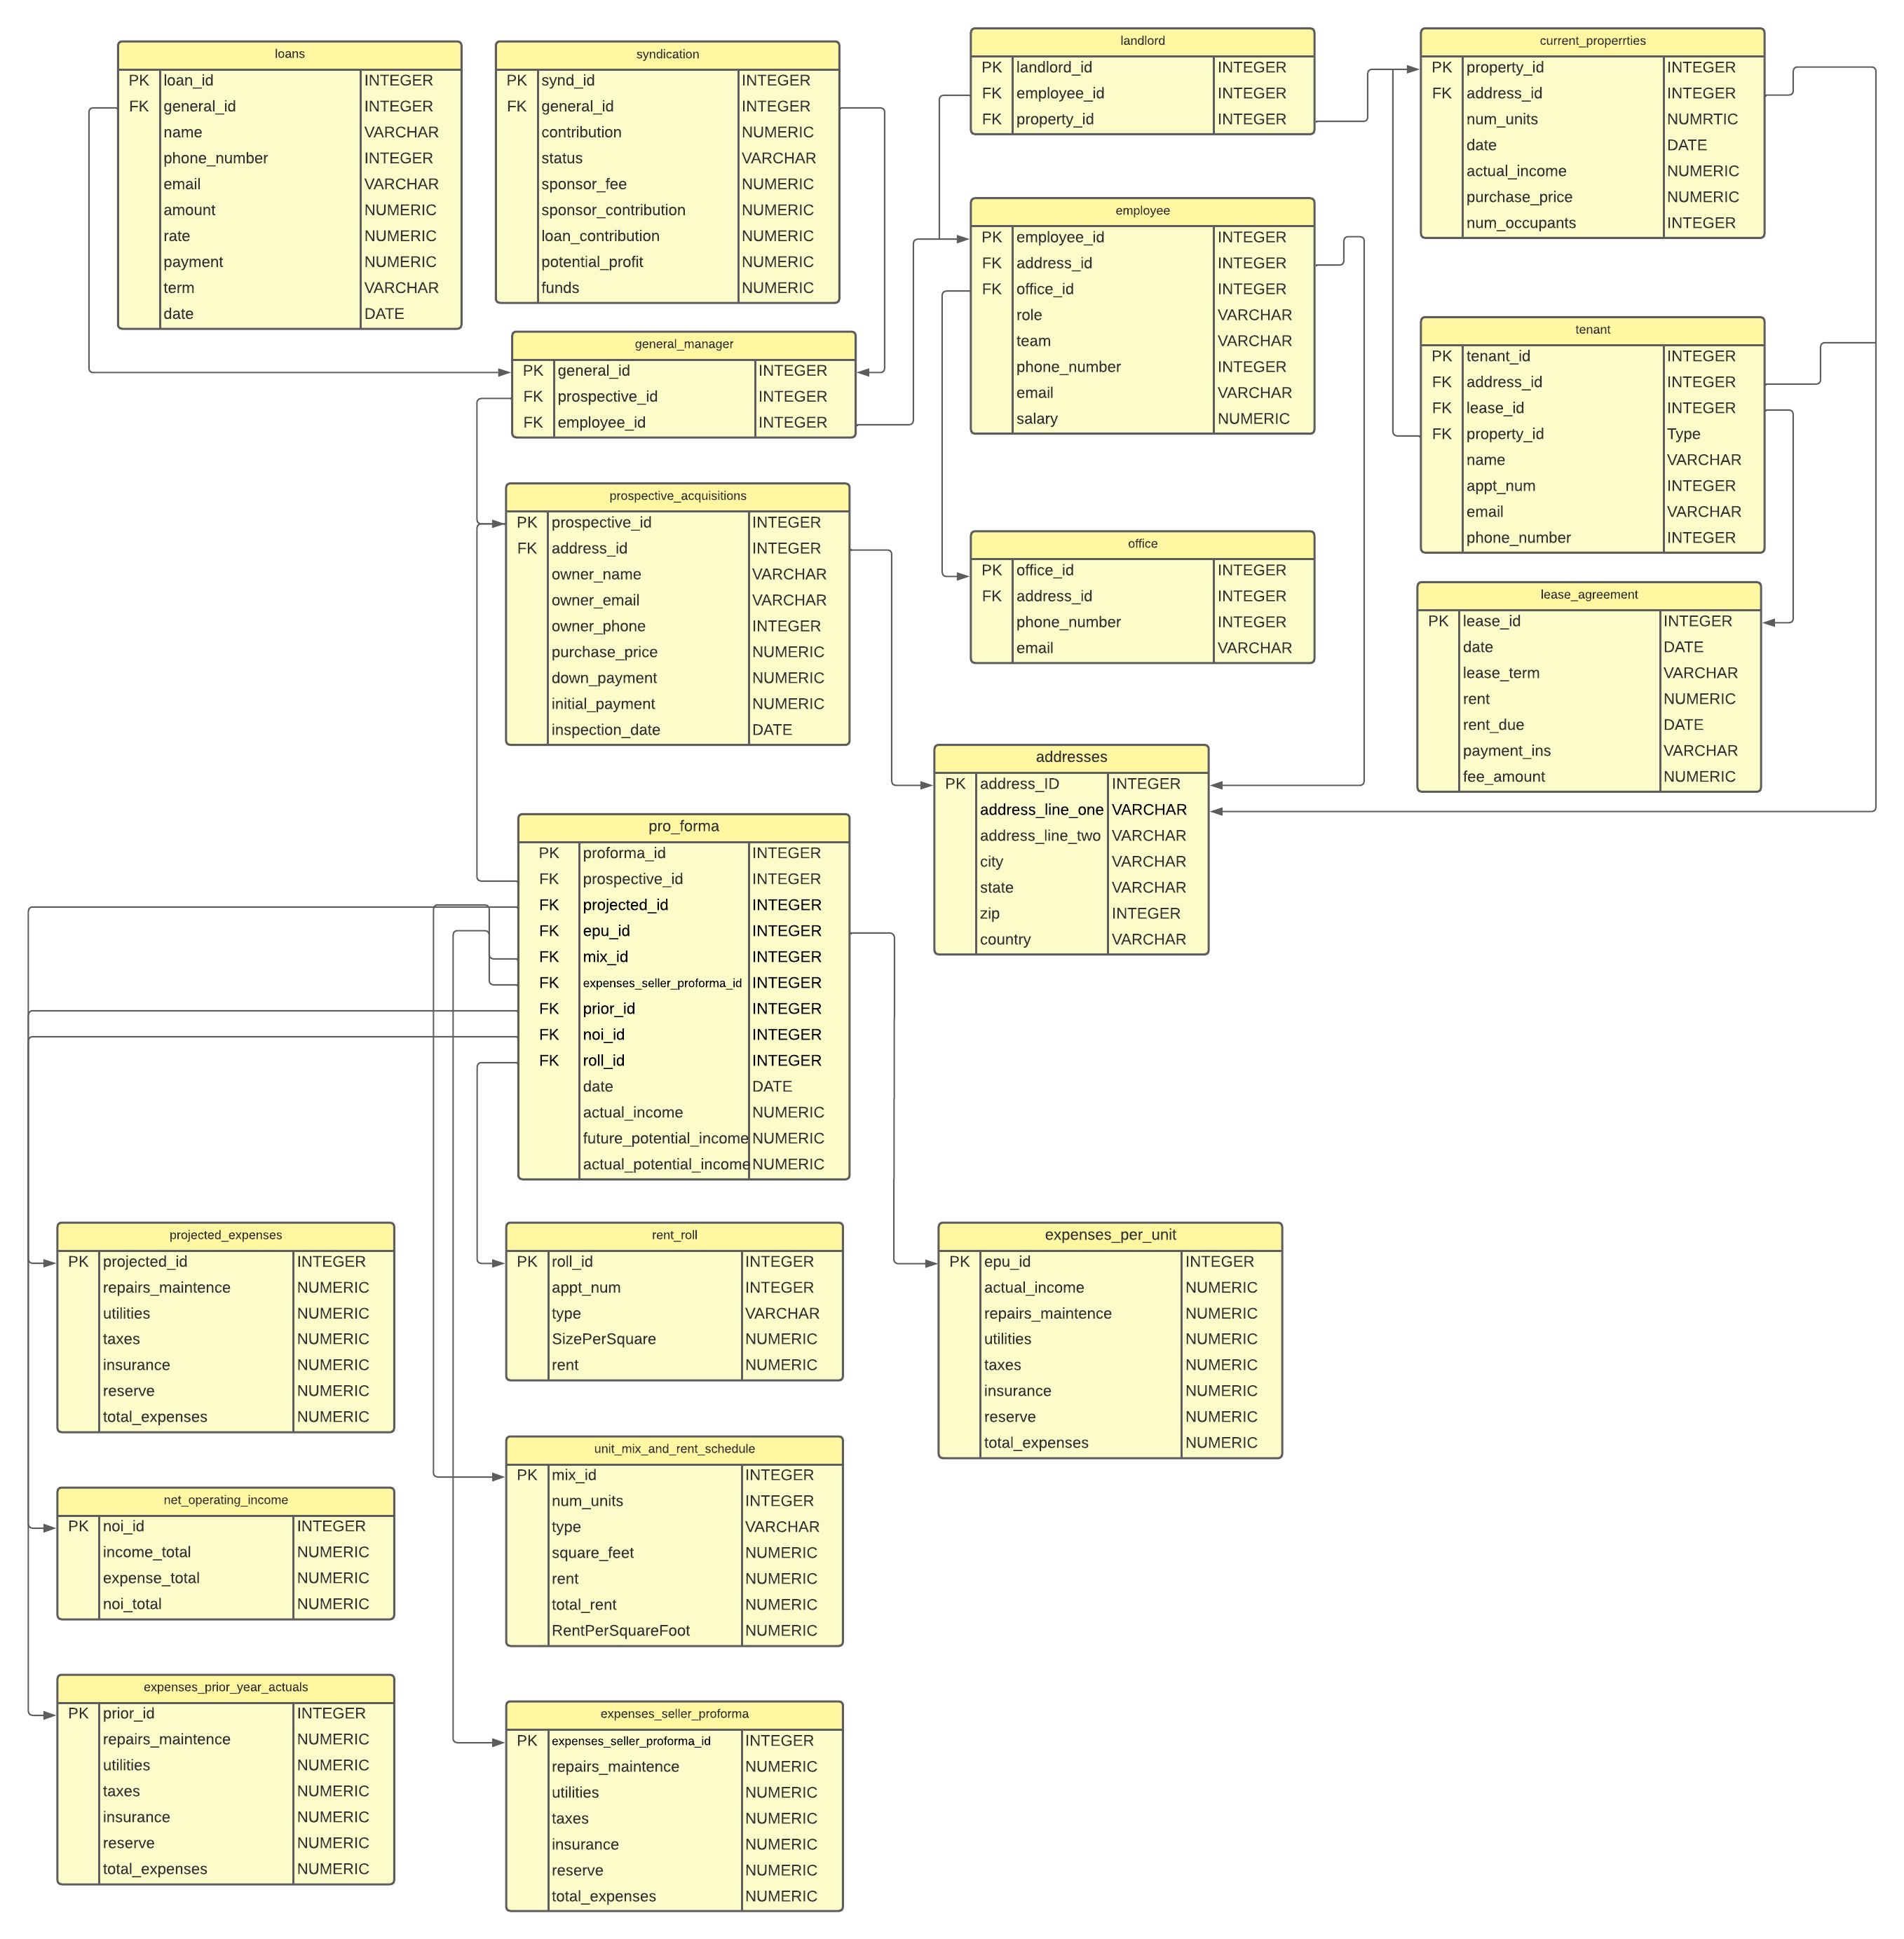 loans
PK loan_id INTEGER
FK general_id INTEGER
name VARCHAR
phone_number INTEGER
email VARCHAR
amount NUMERIC
rate NUMERIC
payment NUMERIC
term VARCHAR
date DATE
syndication
PK synd_id INTEGER
FK general_id INTEGER
contribution NUMERIC
status VARCHAR
sponsor_fee NUMERIC
sponsor_contribution NUMERIC
loan_contribution NUMERIC
potential_profit NUMERIC
funds NUMERIC
landlord
PK landlord_id INTEGER
FK employee_id INTEGER
FK property_id INTEGER
current_properrties
PK property_id INTEGER
FK address_id INTEGER
num_units NUMRTIC
date DATE
actual_income NUMERIC
purchase_price NUMERIC
num_occupants INTEGER
general_manager
PK general_id INTEGER
FK prospective_id INTEGER
FK employee_id INTEGER
employee
PK employee_id INTEGER
FK address_id INTEGER
FK office_id INTEGER
role VARCHAR
team VARCHAR
phone_number INTEGER
email VARCHAR
salary NUMERIC
tenant
PK tenant_id INTEGER
FK address_id INTEGER
FK lease_id INTEGER
FK property_id Type
name VARCHAR
appt_num INTEGER
email VARCHAR
phone_number INTEGER
prospective_acquisitions
PK prospective_id INTEGER
FK address_id INTEGER
owner_name VARCHAR
owner_email VARCHAR
owner_phone INTEGER
purchase_price NUMERIC
down_payment NUMERIC
initial_payment NUMERIC
inspection_date DATE
office
PK office_id INTEGER
FK address_id INTEGER
phone_number INTEGER
email VARCHAR
lease_agreement
PK lease_id INTEGER
date DATE
lease_term VARCHAR
rent NUMERIC
rent_due DATE
payment_ins VARCHAR
fee_amount NUMERIC
addresses
PK address_ID INTEGER
address_line_one VARCHAR
address_line_two VARCHAR
city VARCHAR
state VARCHAR
zip INTEGER
country VARCHAR
pro_forma
PK proforma_id INTEGER
FK prospective_id INTEGER
FK projected_id INTEGER
FK epu_id INTEGER
FK mix_id INTEGER
FK expenses_seller_proforma_id INTEGER
FK prior_id INTEGER
FK noi_id INTEGER
FK roll_id INTEGER
date DATE
actual_income NUMERIC
future_potential_income NUMERIC
actual_potential_income NUMERIC
projected_expenses
PK projected_id INTEGER
repairs_maintence NUMERIC
utilities NUMERIC
taxes NUMERIC
insurance NUMERIC
reserve NUMERIC
total_expenses NUMERIC
rent_roll
PK roll_id INTEGER
appt_num INTEGER
type VARCHAR
SizePerSquare NUMERIC
rent NUMERIC
expenses_per_unit
PK epu_id INTEGER
actual_income NUMERIC
repairs_maintence NUMERIC
utilities NUMERIC
taxes NUMERIC
insurance NUMERIC
reserve NUMERIC
total_expenses NUMERIC
net_operating_income
PK noi_id INTEGER
income_total NUMERIC
expense_total NUMERIC
noi_total NUMERIC
unit_mix_and_rent_schedule
PK mix_id INTEGER
num_units INTEGER
type VARCHAR
square_feet NUMERIC
rent NUMERIC
total_rent NUMERIC
RentPerSquareFoot NUMERIC
expenses_prior_year_actuals
PK prior_id INTEGER
repairs_maintence NUMERIC
utilities NUMERIC
taxes NUMERIC
insurance NUMERIC
reserve NUMERIC
total_expenses NUMERIC
expenses_seller_proforma
PK expenses_seller_proforma_id INTEGER
repairs_maintence NUMERIC
utilities NUMERIC
taxes NUMERIC
insurance NUMERIC
reserve NUMERIC
total_expenses NUMERIC